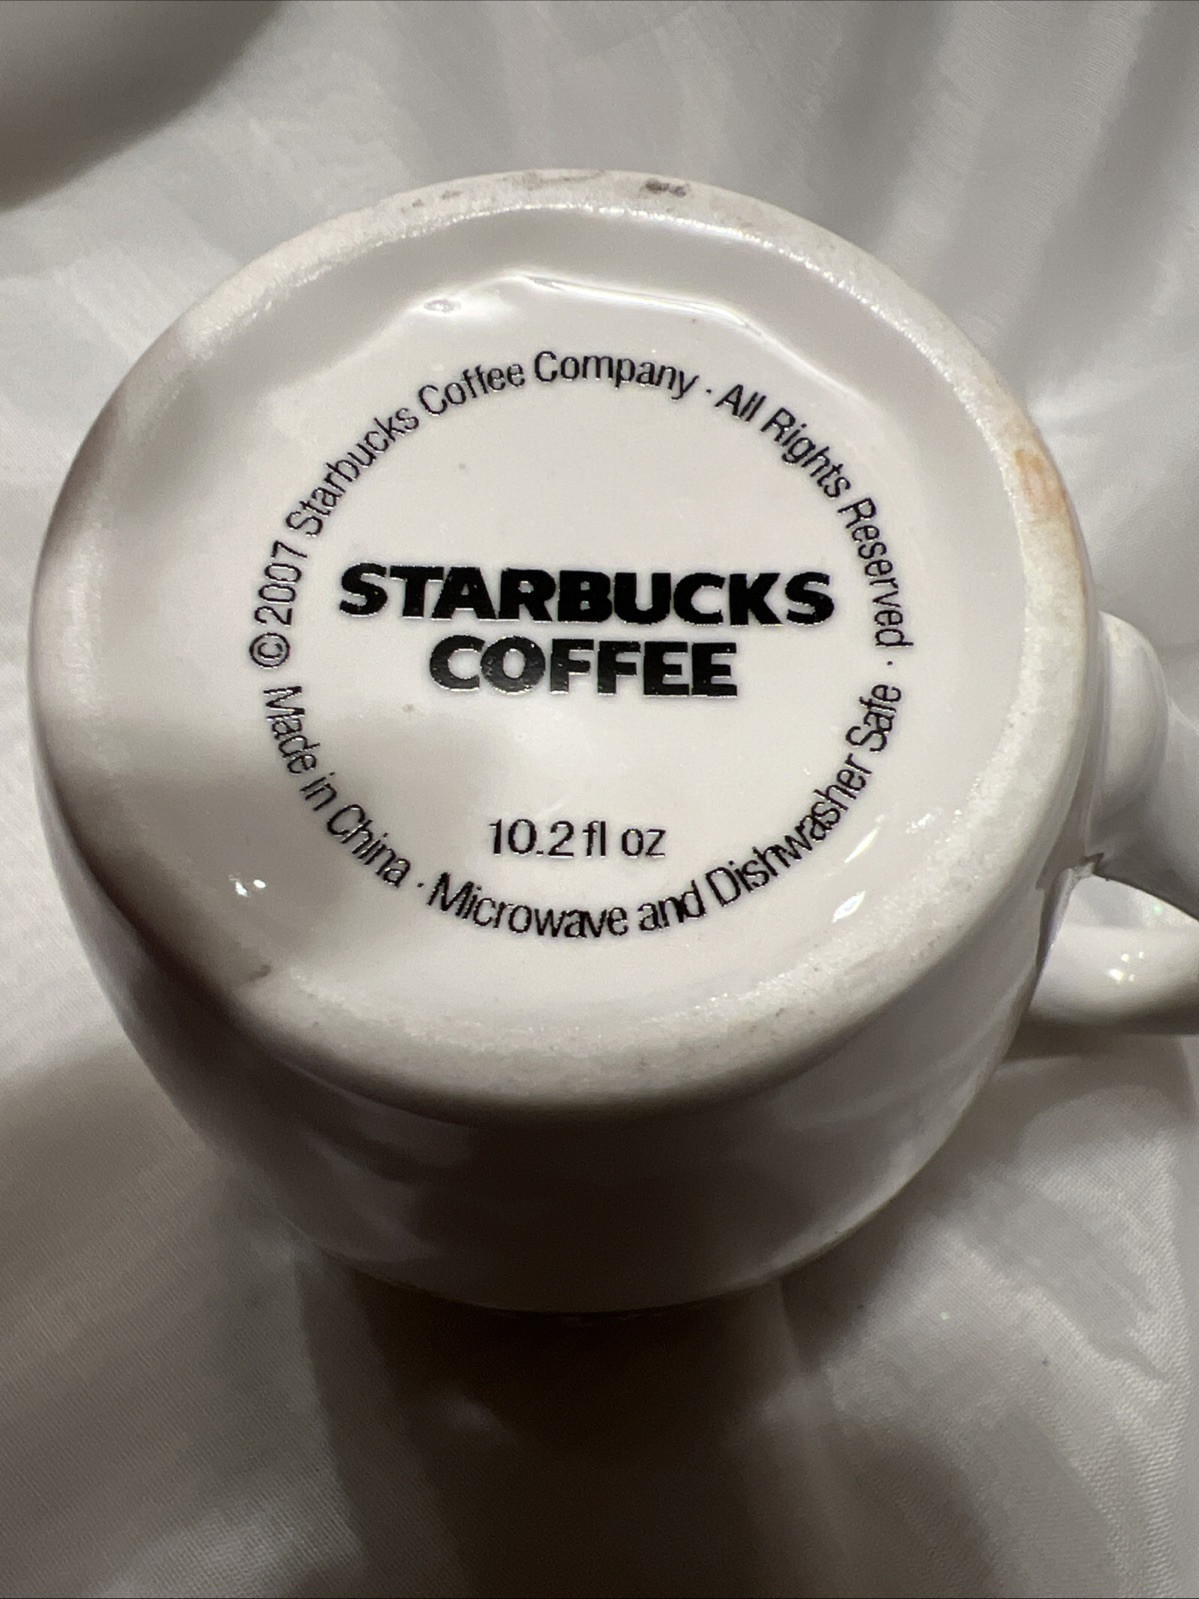 ©2007 Starbucks Coffee Company · All Rights Reserved ·
STARBUCKS
COFFEE
10.2 fl oz
Made in China · Microwave and Dishwasher Safe